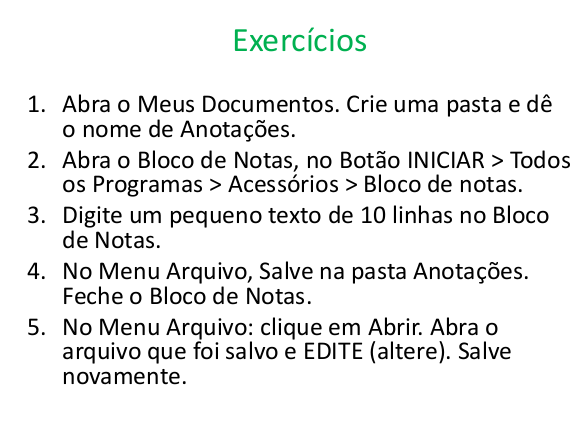 Exercícios
1. Abra o Meus Documentos. Crie uma pasta e dê
o nome de Anotações.
2. Abra o Bloco de Notas, no Botão INICIAR > Todos
os Programas > Acessórios > Bloco de notas.
3. Digite um pequeno texto de 10 linhas no Bloco
de Notas.
4. No Menu Arquivo, Salve na pasta Anotações.
Feche o Bloco de Notas.
5. No Menu Arquivo: clique em Abrir. Abra o
arquivo que foi salvo e EDITE (altere). Salve
novamente.